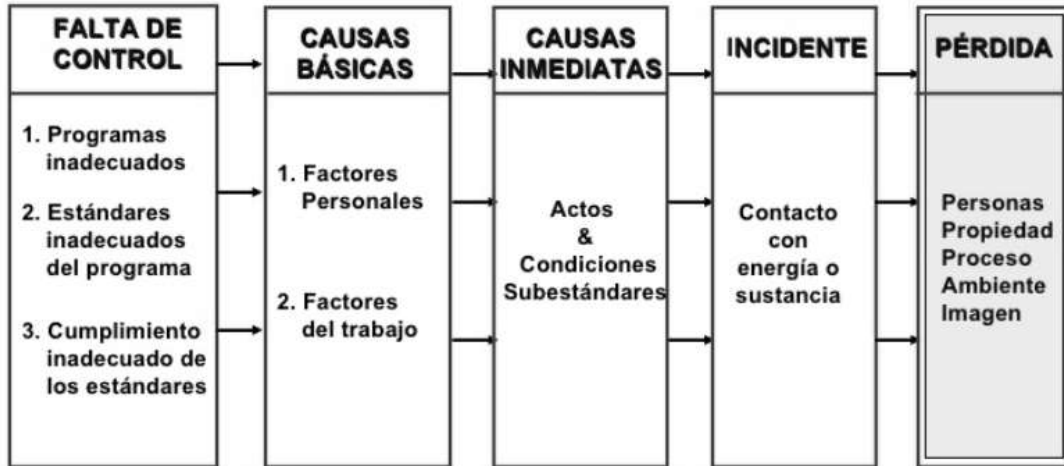 FALTA DE
CONTROL
1. Programas
inadecuados
2. Estándares
inadecuados
del programa
3. Cumplimiento
inadecuado de
los estándares
CAUSAS
BÁSICAS
1. Factores
Personales
2. Factores
del trabajo
CAUSAS
INMEDIATAS
Actos
&
Condiciones
Subestándares
INCIDENTE
Contacto
con
energía o
sustancia
PÉRDIDA
Personas
Propiedad
Proceso
Ambiente
Imagen